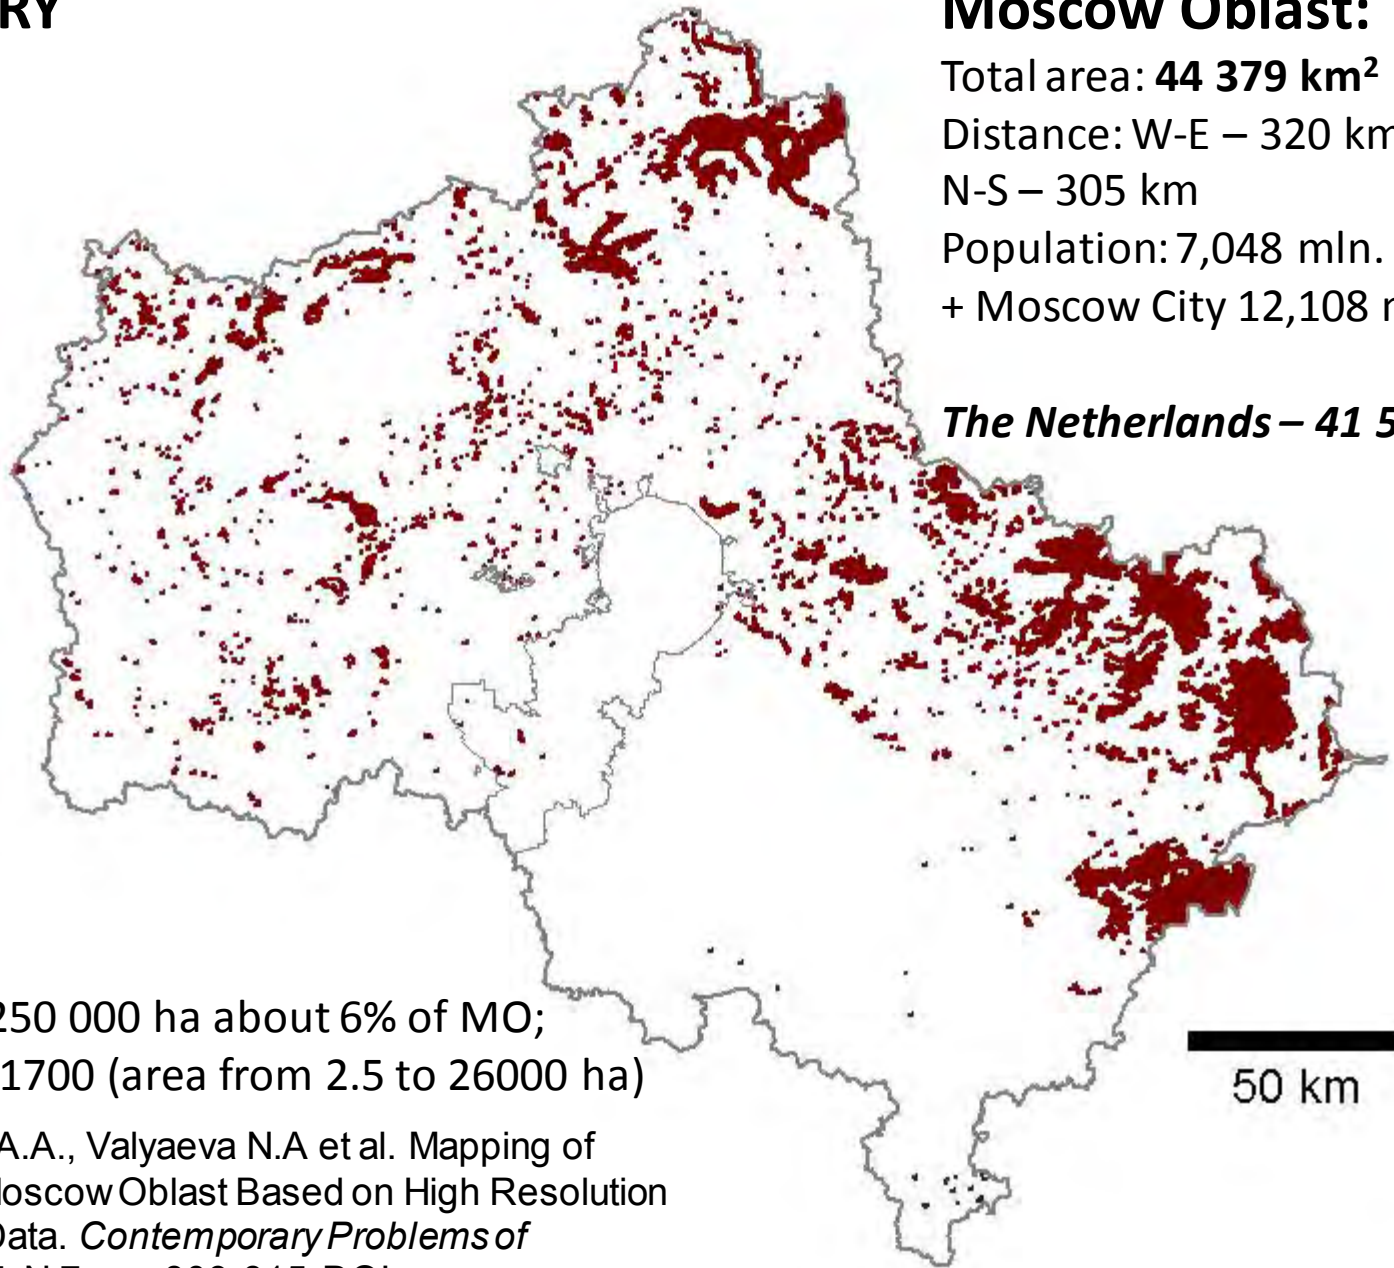 RY
Moscow Oblast:
Total area: 44 379 km²
Distance: W-E – 320 km
N-S – 305 km
Population: 7,048 mln.
+ Moscow City 12,108
The Netherlands – 41 5
250 000 ha about 6% of MO;
1700 (area from 2.5 to 26000 ha)
50 km
A.A., Valyaeva N.A et al. Mapping of
Moscow Oblast Based on High Resolution
Data. Contemporary Problems of